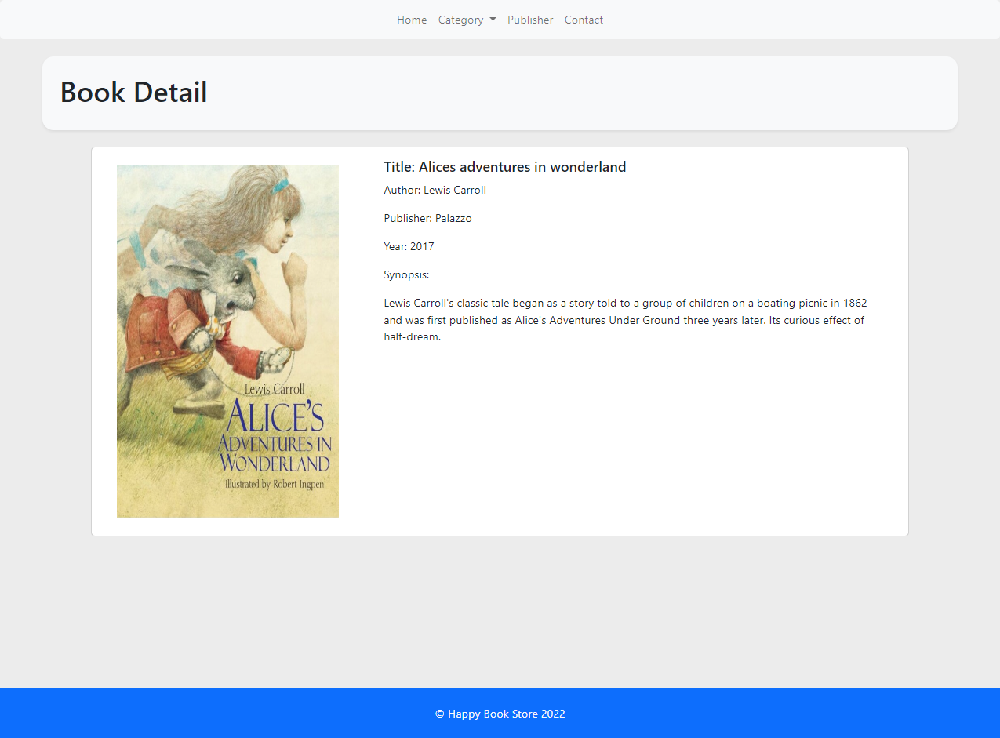 Home Category Publisher Contact
Book Detail
Title: Alices adventures in wonderland
Author: Lewis Carroll
Publisher: Palazzo
Year: 2017
Synopsis:
Lewis Carroll's classic tale began as a story told to a group of children on a boating picnic in 1862
and was first published as Alice's Adventures Under Ground three years later. Its curious effect of
half-dream.
Lewis Carroll
ALICE'S
ADVENTURES IN
WONDERLAND
Illustrated by Robert Ingpen
© Happy Book Store 2022